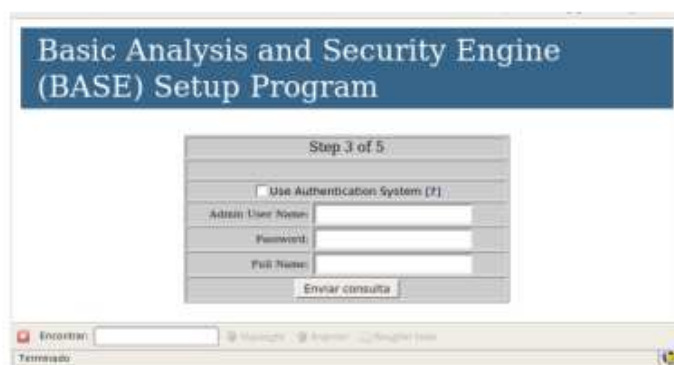 Basic Analysis and Security Engine
(BASE) Setup Program
Step 3 of 5
Use Authentication System [?]
Admin User Name:
Password:
Full Name:
Enviar consulta
Encontrar:
Terminado